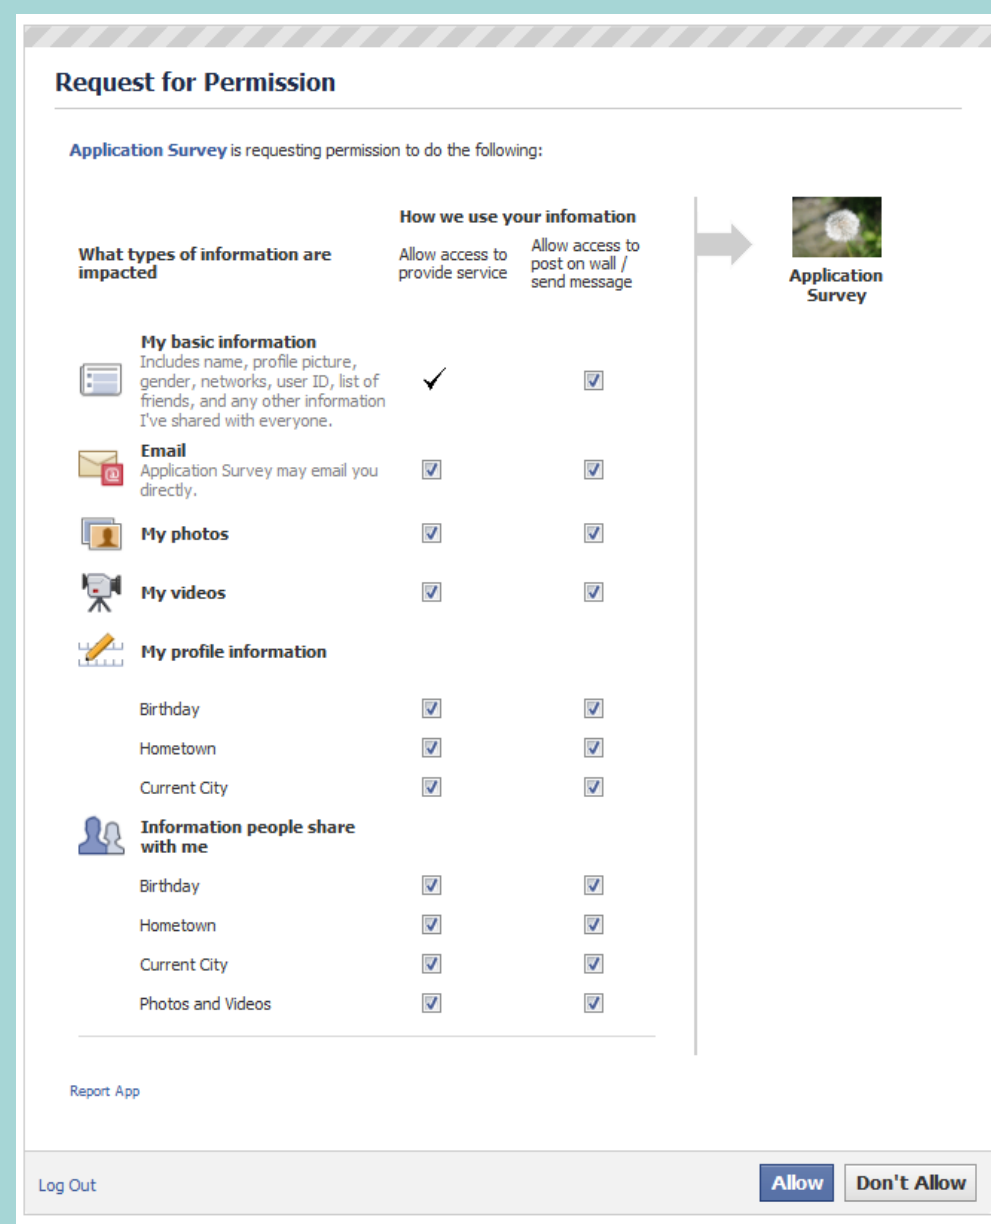 Request for Permission
Application Survey is requesting permission to do the following:
How we use your infomation
What types of information are
impacted
Allow access to
provide service
Allow access to
post on wall /
send message
Application
Survey
My basic information
Includes name, profile picture,
gender, networks, user ID, list of
friends, and any other information
I've shared with everyone.
Email
Application Survey may email you
directly.
My photos
My videos
My profile information
Birthday
Hometown
Current City
Information people share
with me
Birthday
Hometown
Current City
Photos and Videos
Report App
Log Out
Allow
Don't Allow